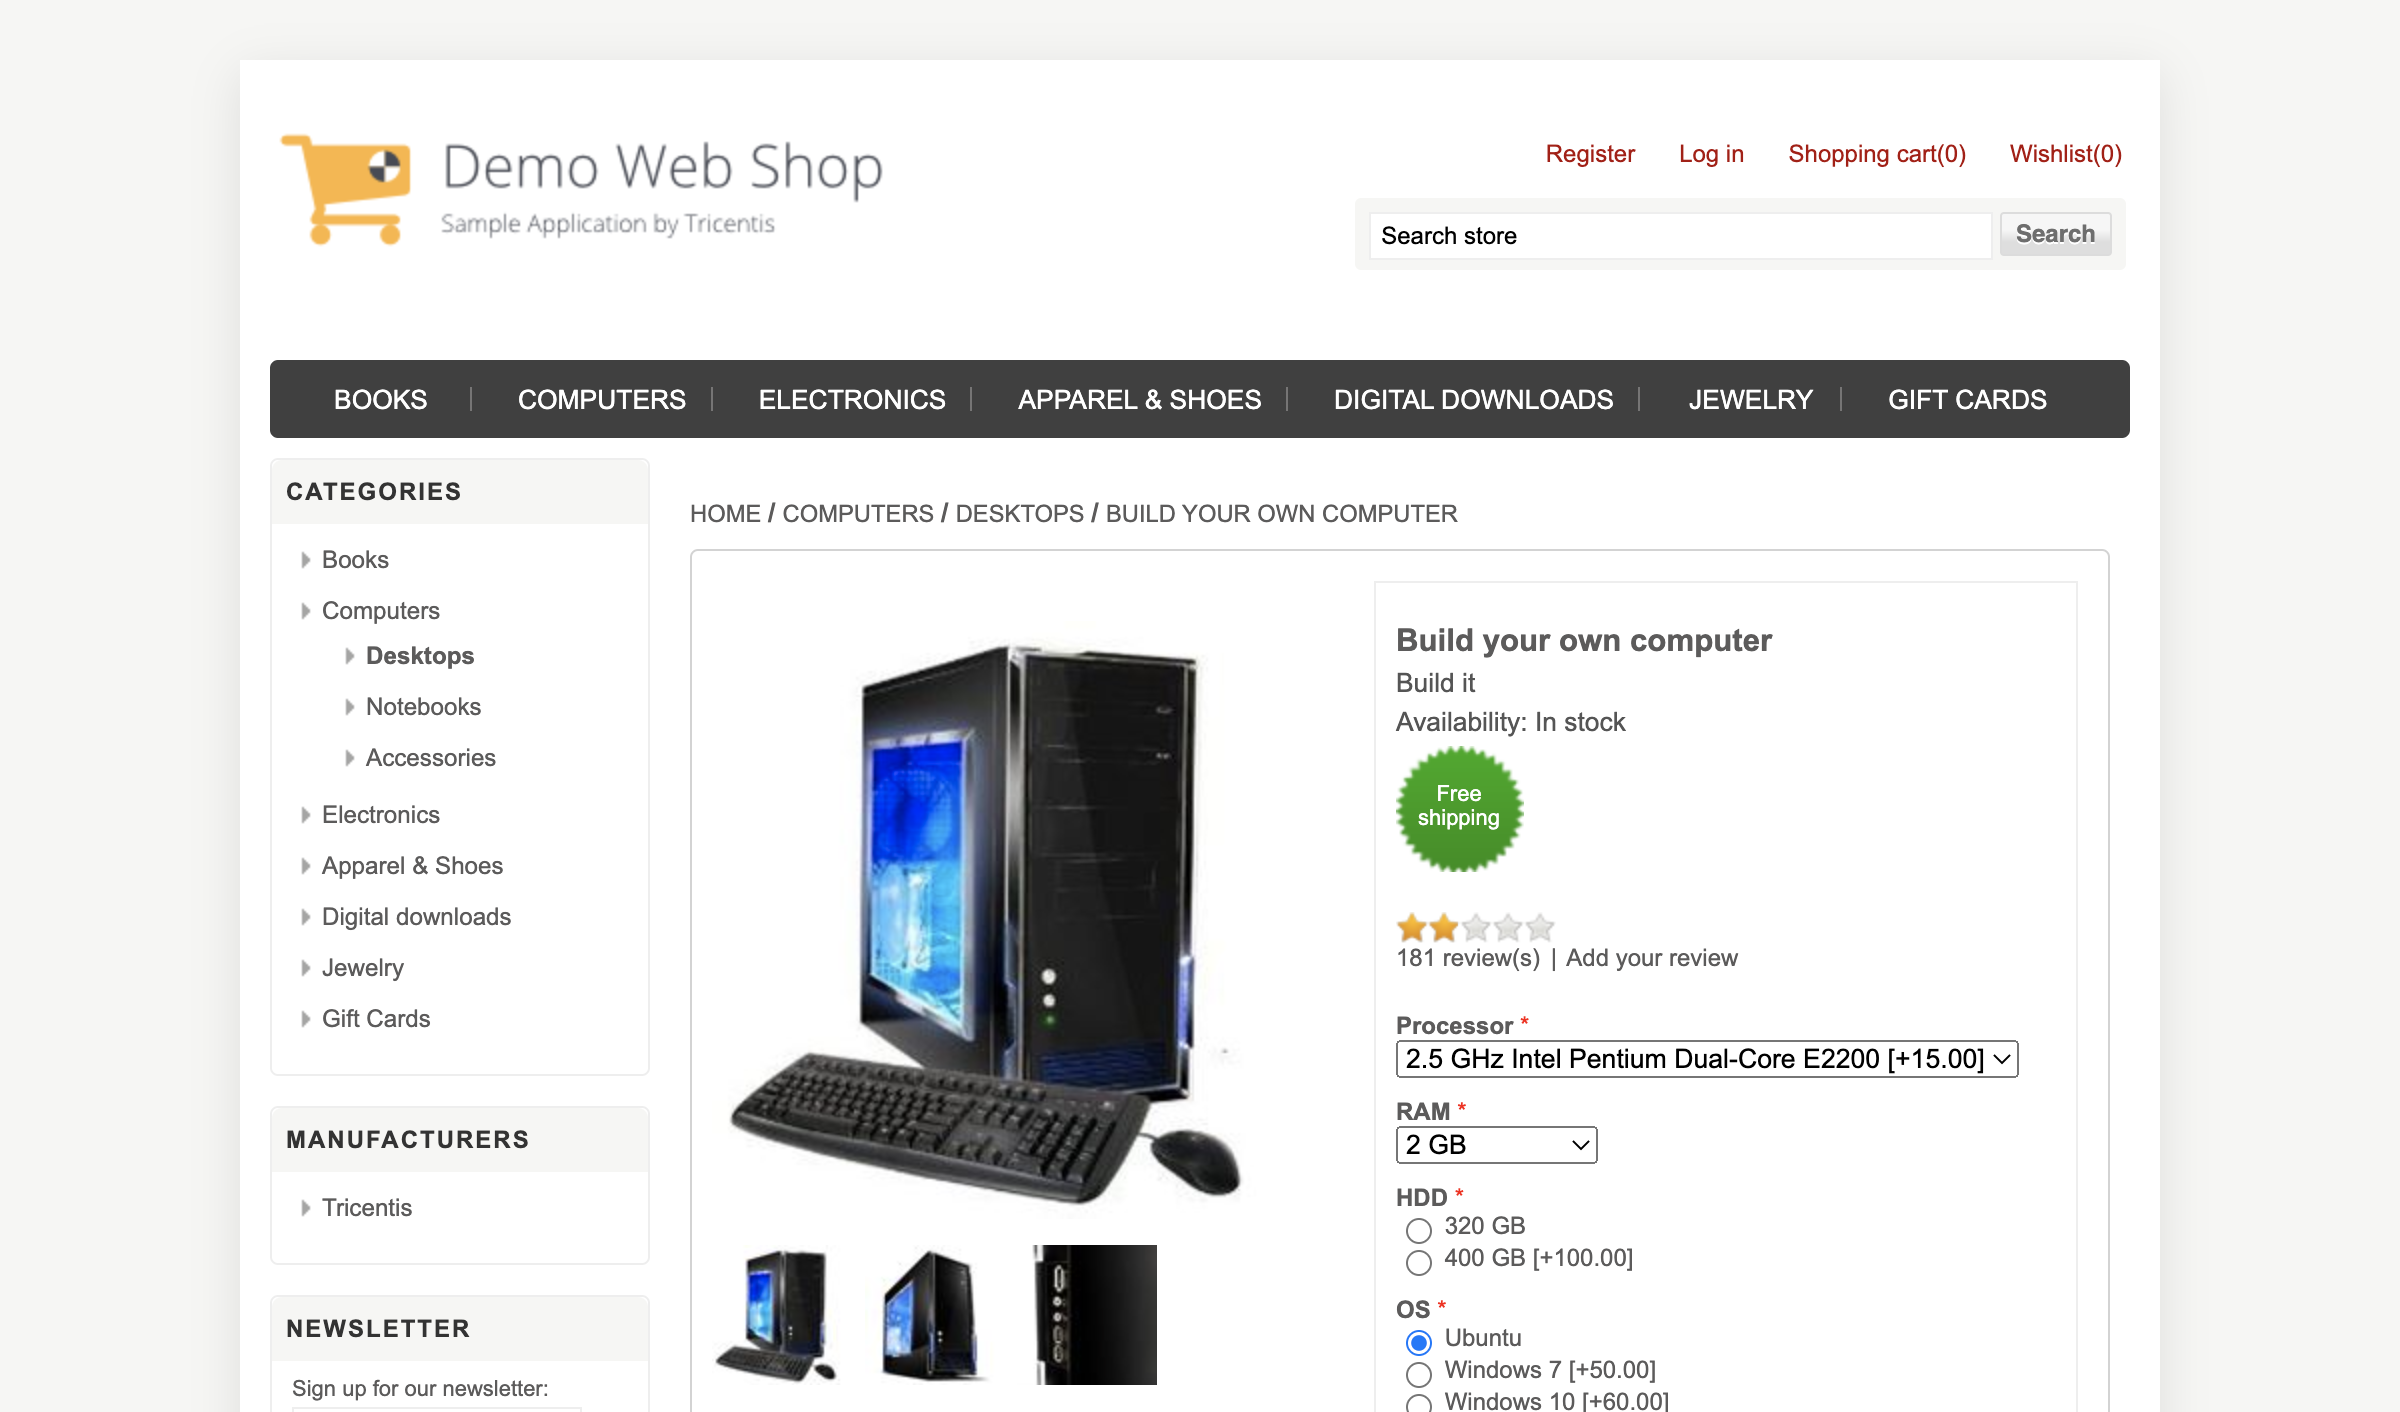 Demo Web Shop
Sample Application by Tricentis
Register Log in Shopping cart(0) Wishlist(0)
Search store Search
BOOKS COMPUTERS ELECTRONICS APPAREL & SHOES DIGITAL DOWNLOADS JEWELRY GIFT CARDS
CATEGORIES
Books
Computers
Desktops
Notebooks
Accessories
Electronics
Apparel & Shoes
Digital downloads
Jewelry
Gift Cards
MANUFACTURERS
Tricentis
NEWSLETTER
Sign up for our newsletter:
HOME / COMPUTERS / DESKTOPS / BUILD YOUR OWN COMPUTER
Build your own computer
Build it
Availability: In stock
Free
shipping
181 review(s) | Add your review
Processor *
2.5 GHz Intel Pentium Dual-Core E2200 [+15.00]
RAM *
2 GB
HDD *
320 GB
400 GB [+100.00]
OS *
Ubuntu
Windows 7 [+50.00]
Windows 10 [+60.00]